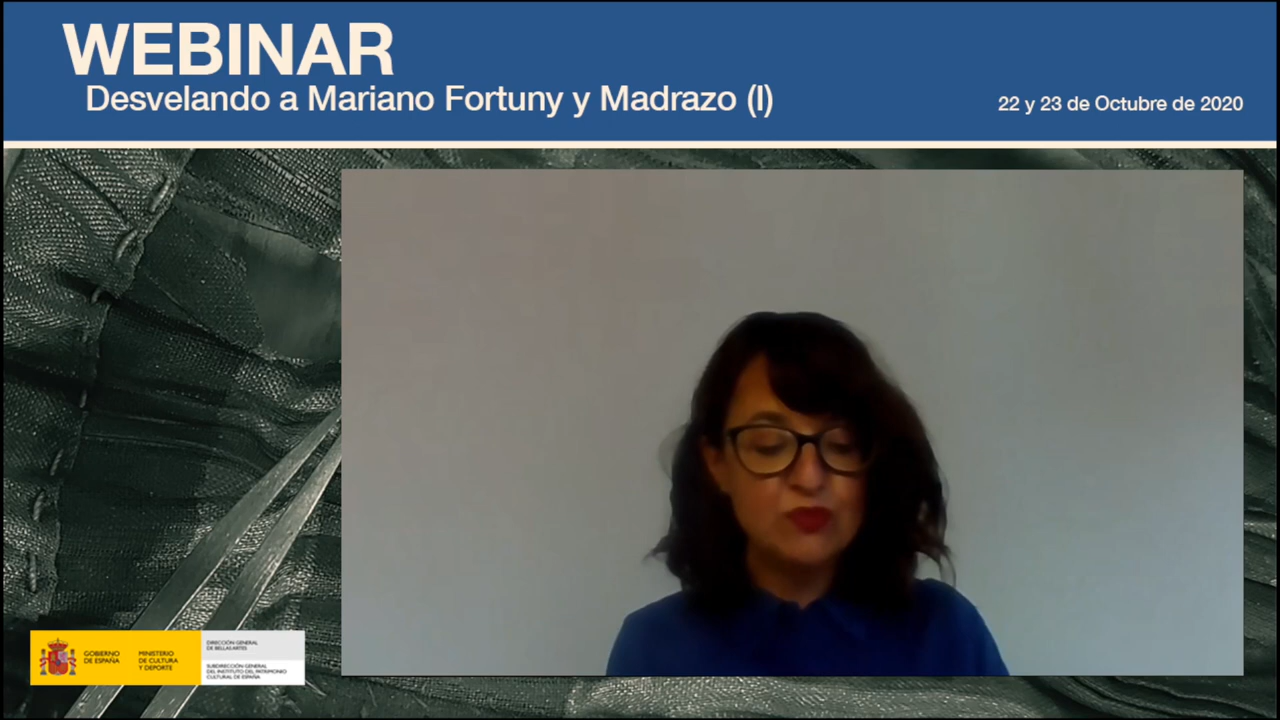 WEBINAR
Desvelando a Mariano Fortuny y Madrazo (I)
22 y 23 de Octubre de 2020
GOBIERNO
DE ESPAÑA
MINISTERIO
DE CULTURA
Y DEPORTE
DIRECCIÓN GENERAL
DE BELLAS ARTES
SUBDIRECCIÓN GENERAL
DEL INSTITUTO DEL PATRIMONIO
CULTURAL DE ESPAÑA